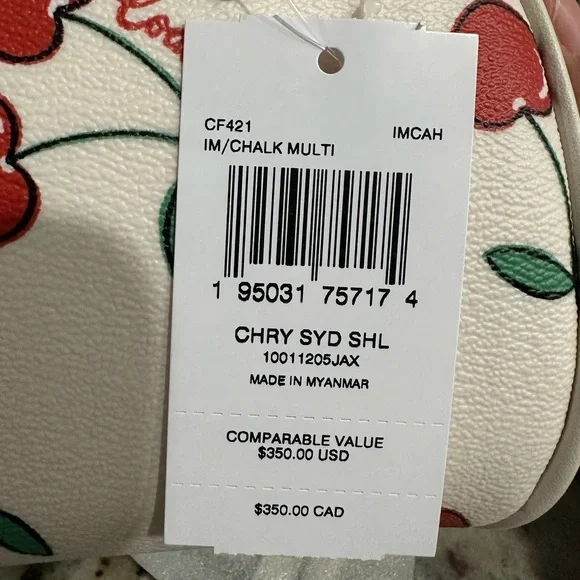 CF421 IMCAH
IM/CHALK MULTI
1 95031 75717 4
CHRY SYD SHL
10011205JAX
MADE IN MYANMAR
COMPARABLE VALUE
$350.00 USD
$350.00 CAD